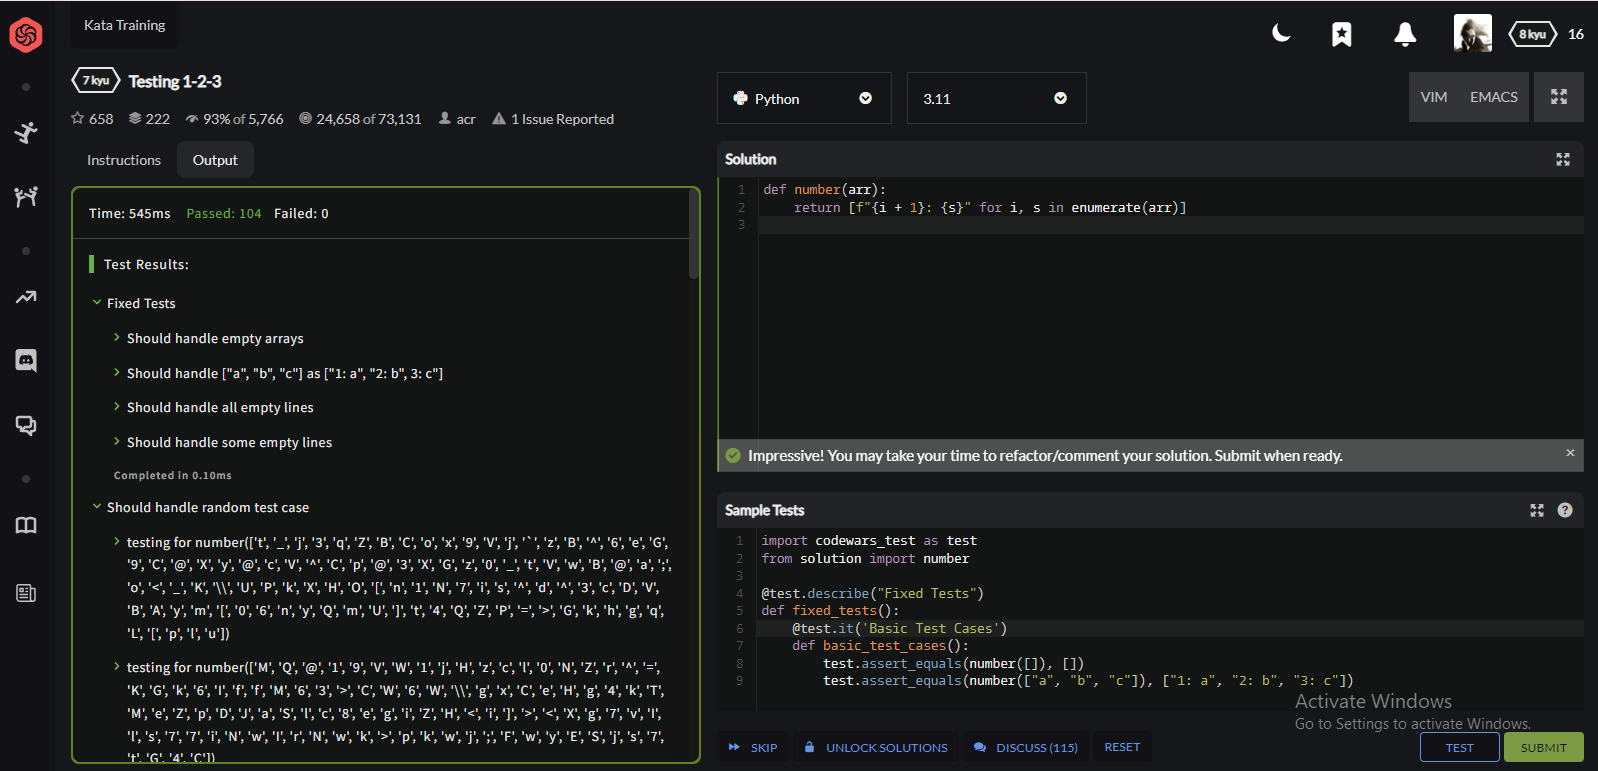 Kata Training
8 kyu 16
7 kyu Testing 1-2-3
658 222 93% of 5,766 24,658 of 73,131 acr 1 Issue Reported
Instructions Output
Time: 545ms Passed: 104 Failed: 0
Test Results:
Fixed Tests
Should handle empty arrays
Should handle ["a", "b", "c"] as ["1: a", "2: b", 3: c"]
Should handle all empty lines
Should handle some empty lines
Completed in 0.10ms
Should handle random test case
testing for number(['t', '_', 'j', '3', 'q', 'Z', 'B', 'C', 'o', 'x', '9', 'V', 'j', '`', 'z', 'B', '^', '6', 'e', 'G',
'9', 'C', '@', 'X', 'y', '@', 'c', 'V', '^', 'C', 'p', '@', '3', 'X', 'G', 'z', '0', '_', 't', 'V', 'w', 'B', '@', 'a', ';',
'o', '<', '_', 'K', '\\', 'U', 'P', 'k', 'X', 'H', 'O', '[', 'n', '1', 'N', '7', 'i', 's', '^', 'd', '^', '3', 'c', 'D', 'V',
'B', 'A', 'y', 'm', '[', '0', '6', 'n', 'y', 'Q', 'm', 'U', ']', 't', '4', 'Q', 'Z', 'P', '=', '>', 'G', 'k', 'h', 'g', 'q',
'L', '[', 'p', 'l', 'u'])
testing for number(['M', 'Q', '@', '1', '9', 'V', 'W', '1', 'j', 'H', 'z', 'c', 'l', '0', 'N', 'Z', 'r', '^', '=',
'K', 'G', 'k', '6', 'I', 'f', 'f', 'M', '6', '3', '>', 'C', 'W', '6', 'W', '\\', 'g', 'x', 'C', 'e', 'H', 'g', '4', 'k', 'T',
'M', 'e', 'Z', 'p', 'D', 'J', 'a', 'S', 'l', 'c', '8', 'e', 'g', 'i', 'Z', 'H', '<', 'i', ']', '>', '<', 'X', 'g', '7', 'v', 'I',
'l', 's', '7', '7', 'i', 'N', 'w', 'I', 'r', 'N', 'w', 'k', '>', 'p', 'k', 'w', 'j', ';', 'F', 'w', 'y', 'E', 'S', 'j', 's', '7',
't', 'G', '4', 'C'])
Python 3.11 VIM EMACS
Solution
1 def number(arr):
2 return [f"{i + 1}: {s}" for i, s in enumerate(arr)]
3
Impressive! You may take your time to refactor/comment your solution. Submit when ready. ×
Sample Tests ?
1 import codewars_test as test
2 from solution import number
3
4 @test.describe("Fixed Tests")
5 def fixed_tests():
6 @test.it('Basic Test Cases')
7 def basic_test_cases():
8 test.assert_equals(number([]), [])
9 test.assert_equals(number(["a", "b", "c"]), ["1: a", "2: b", "3: c"])
Activate Windows
Go to Settings to activate Windows.
SKIP UNLOCK SOLUTIONS DISCUSS (115) RESET TEST SUBMIT